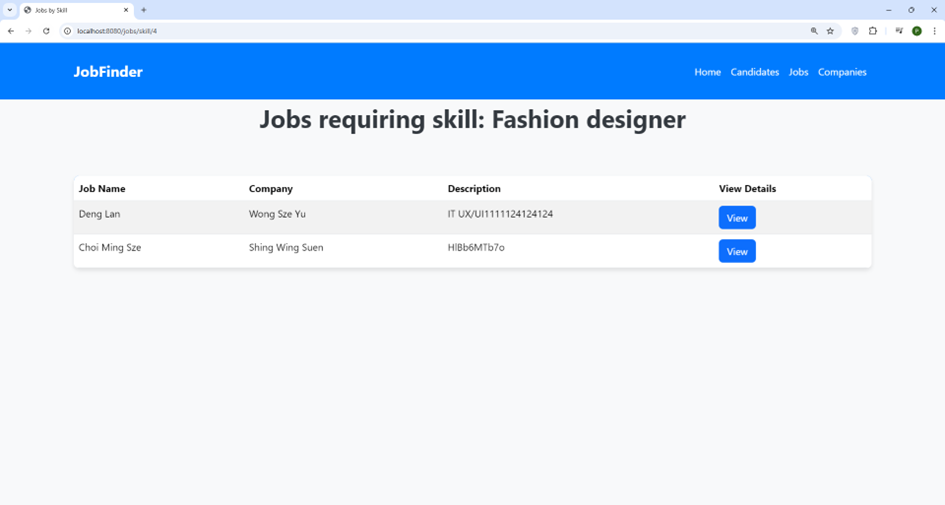 Jobs by Skill
localhost:8080/jobs/skill/4
P
JobFinder
Home Candidates Jobs Companies
Jobs requiring skill: Fashion designer
Job Name Company Description View Details
Deng Lan Wong Sze Yu IT UX/UI1111124124124 View
Choi Ming Sze Shing Wing Suen HlBb6MTb7o View